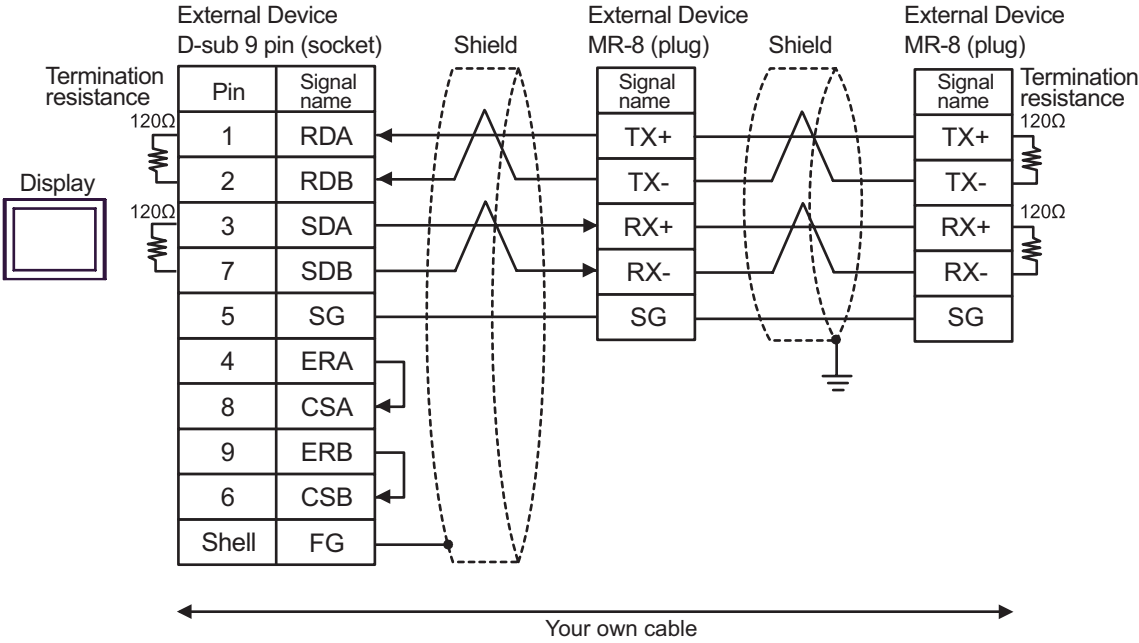 External Device
D-sub 9 pin (socket)
Shield
External Device
MR-8 (plug)
Shield
External Device
MR-8 (plug)
Termination
resistance
Termination
resistance
Display
120Ω
120Ω
Pin
Signal
name
1 RDA
2 RDB
3 SDA
7 SDB
5 SG
4 ERA
8 CSA
9 ERB
6 CSB
Shell FG
Signal
name
TX+
TX-
RX+
RX-
SG
Signal
name
TX+
TX-
RX+
RX-
SG
120Ω
120Ω
Your own cable